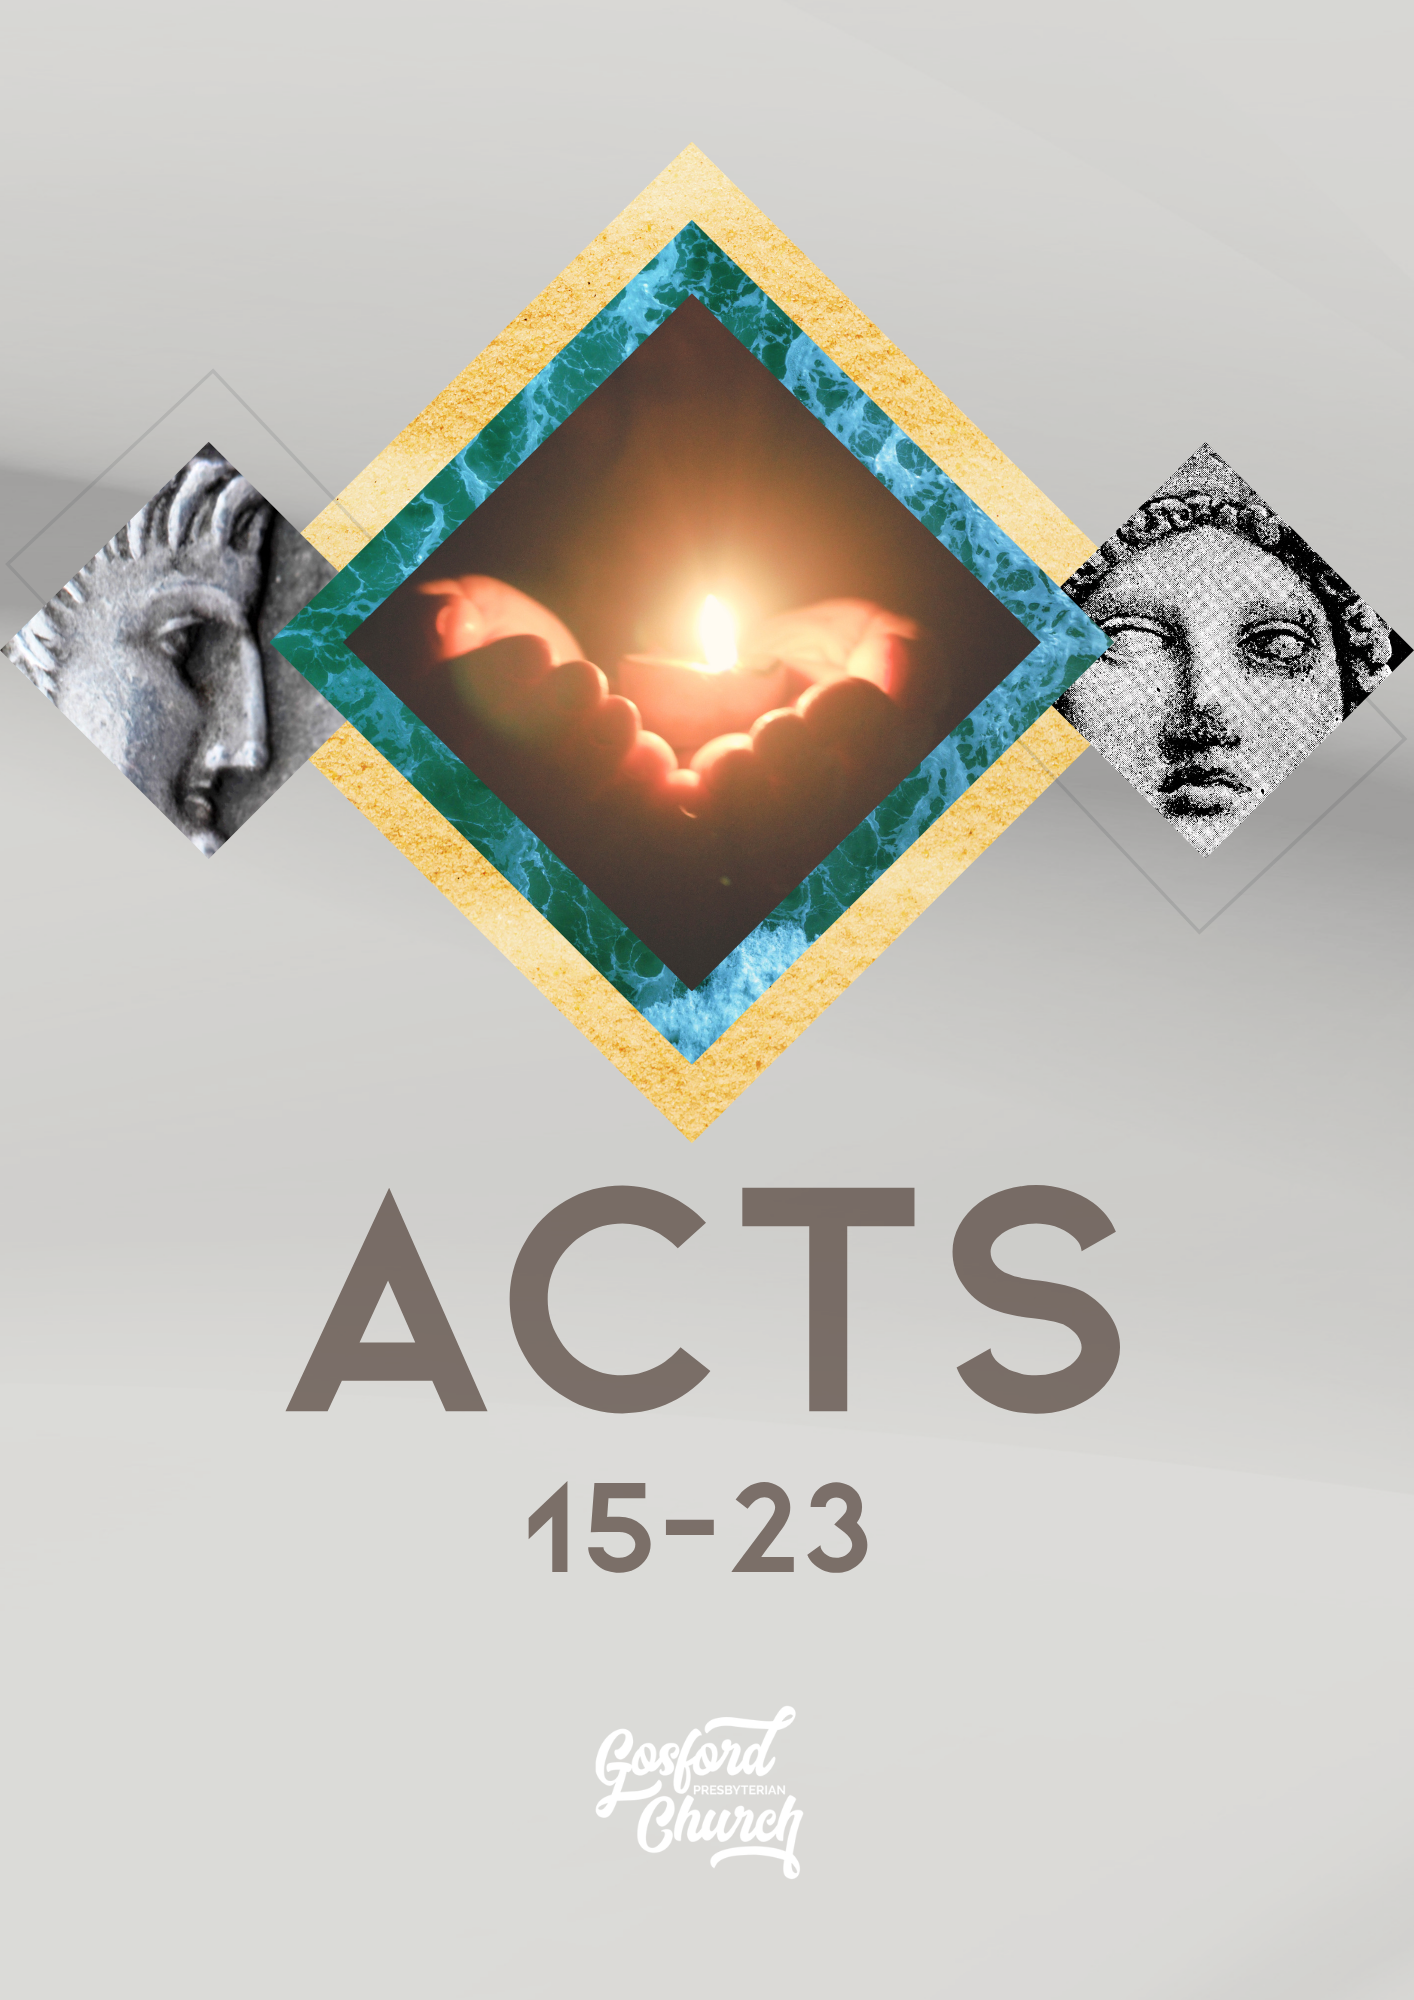 ACTS
15-23
Gosford
PRESBYTERIAN
Church